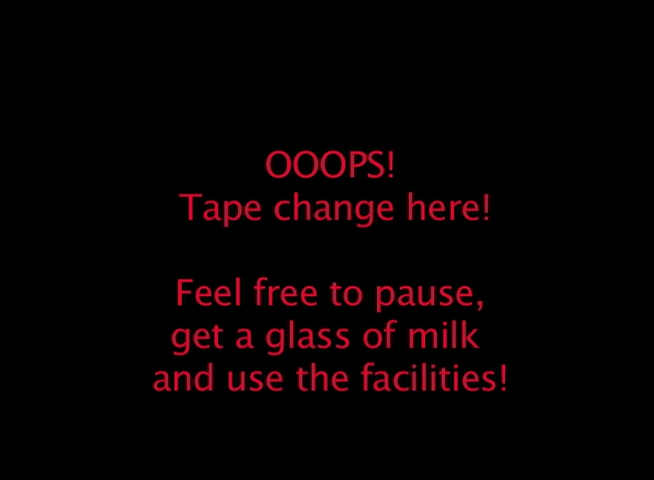 OOOPS!
Tape change here!
Feel free to pause,
get a glass of milk
and use the facilities!